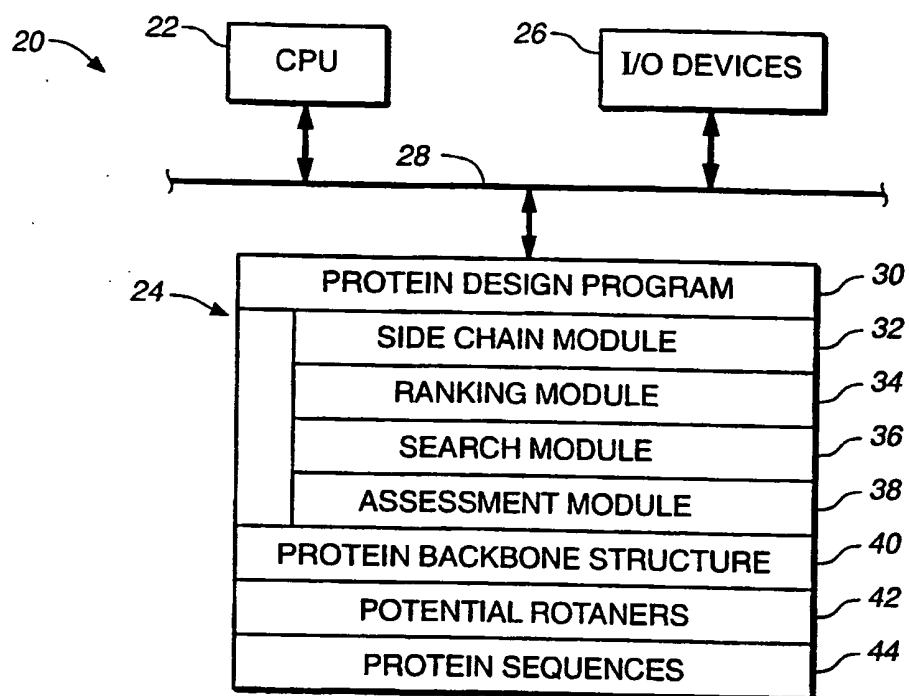 20
22
CPU
26
I/O DEVICES
28
24
PROTEIN DESIGN PROGRAM 30
SIDE CHAIN MODULE 32
RANKING MODULE 34
SEARCH MODULE 36
ASSESSMENT MODULE 38
PROTEIN BACKBONE STRUCTURE 40
POTENTIAL ROTANERS 42
PROTEIN SEQUENCES 44